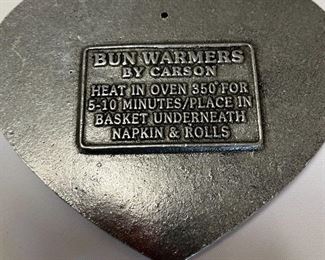 BUN WARMERS
BY CARSON
HEAT IN OVEN 350° FOR
5-10 MINUTES/PLACE IN
BASKET UNDERNEATH
NAPKIN & ROLLS